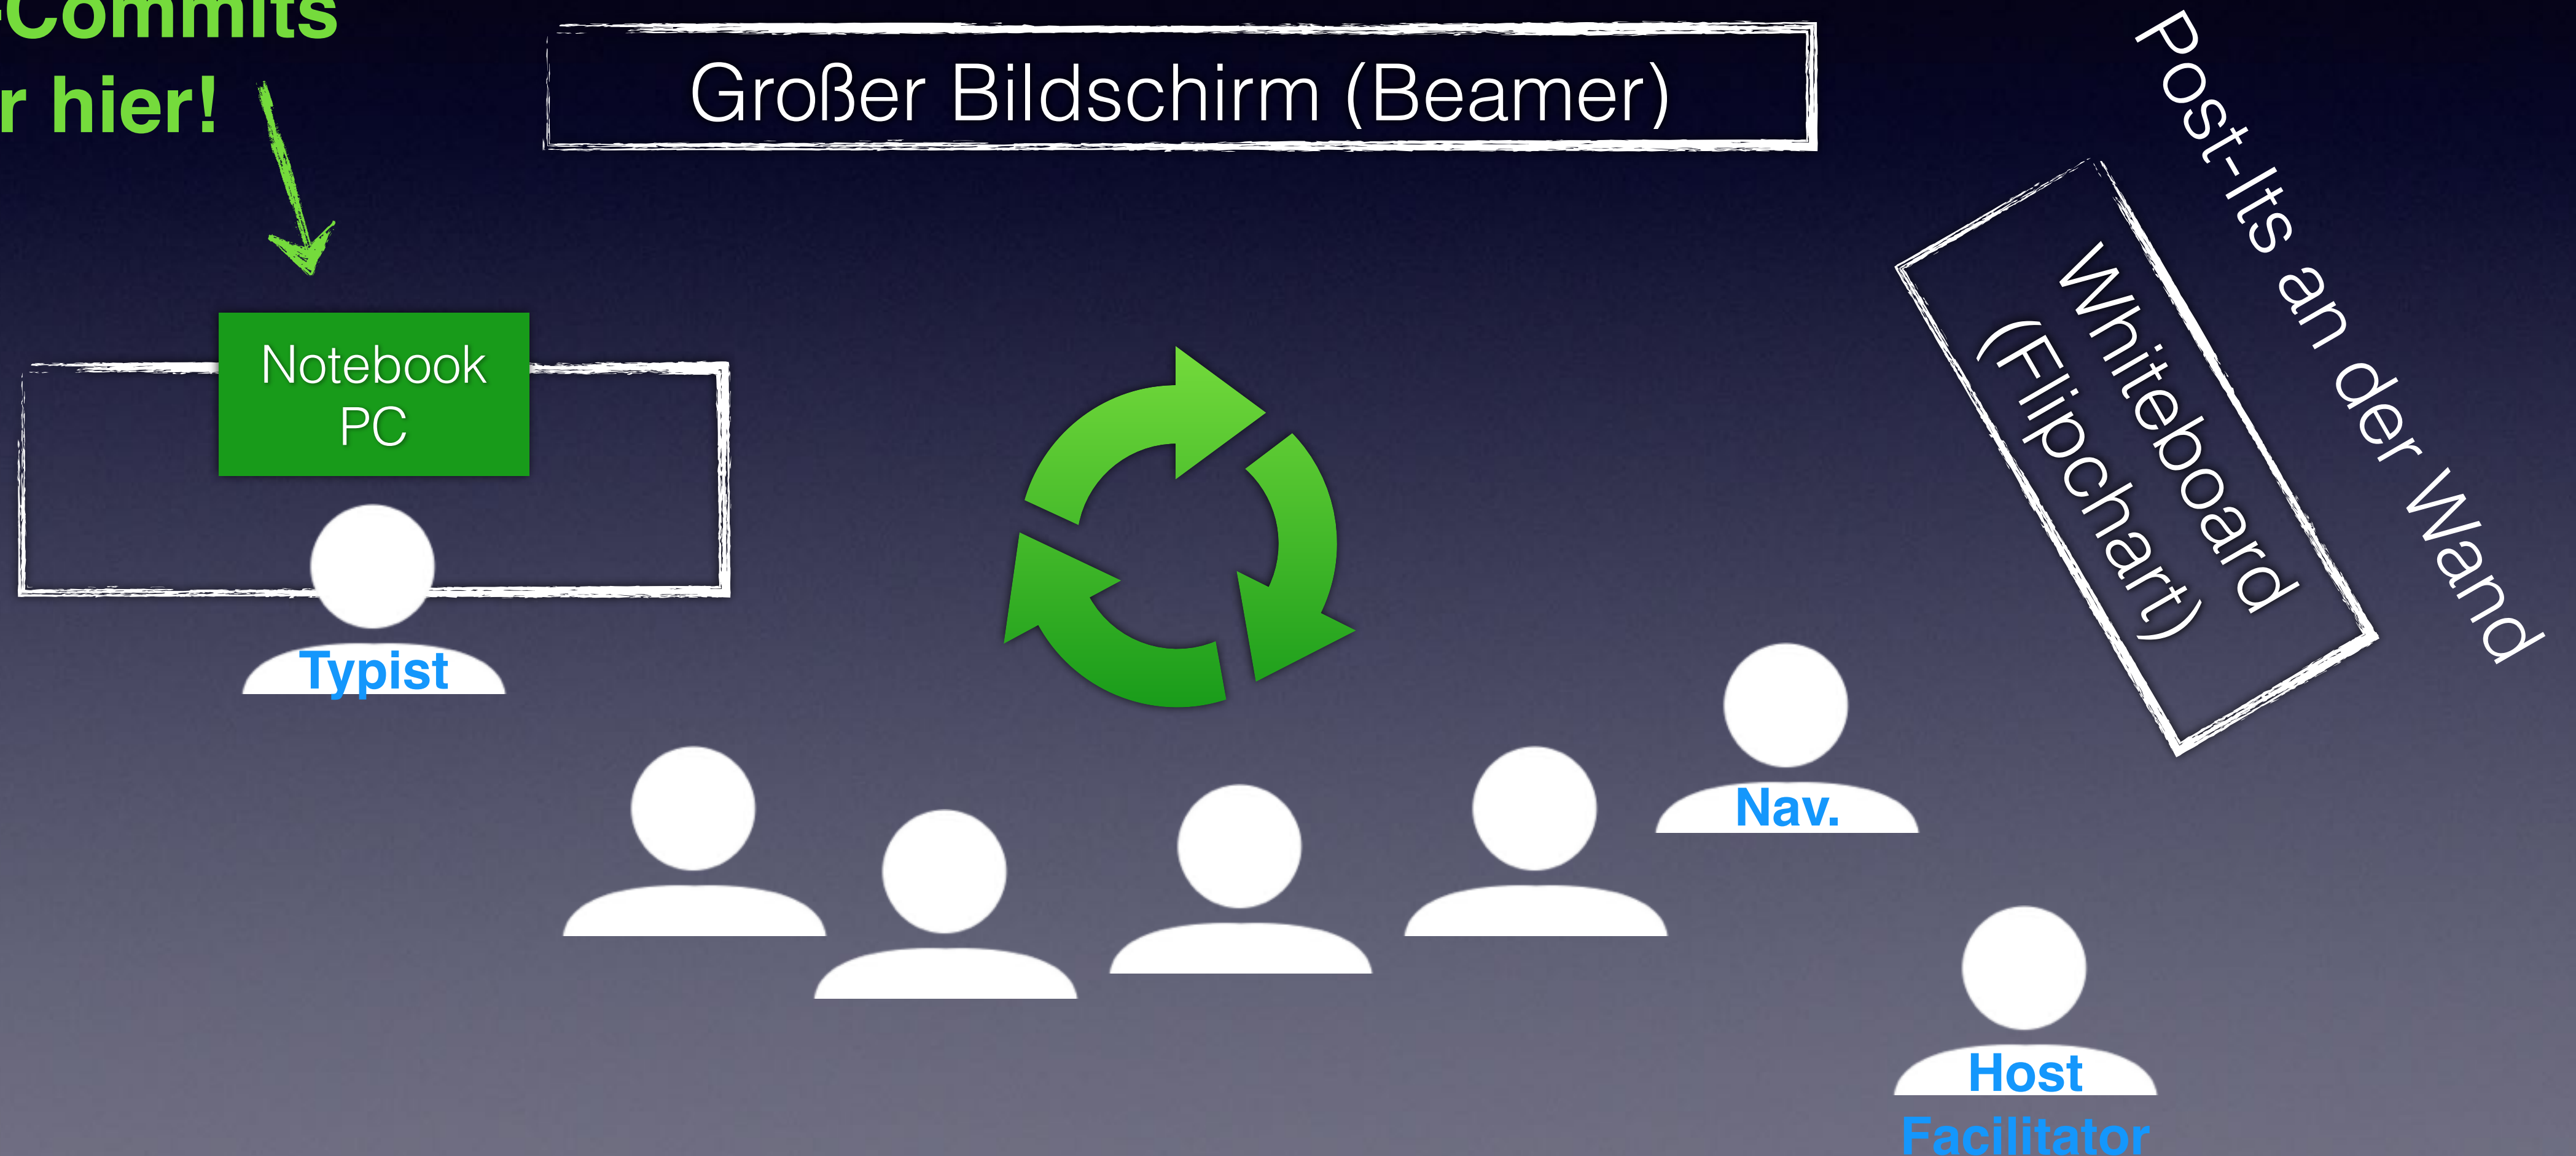 -Commits
r hier!
Großer Bildschirm (Beamer)
Post-Its an der Wand
Whiteboard
(Flipchart)
Notebook
PC
Typist
Nav.
Host
Facilitator